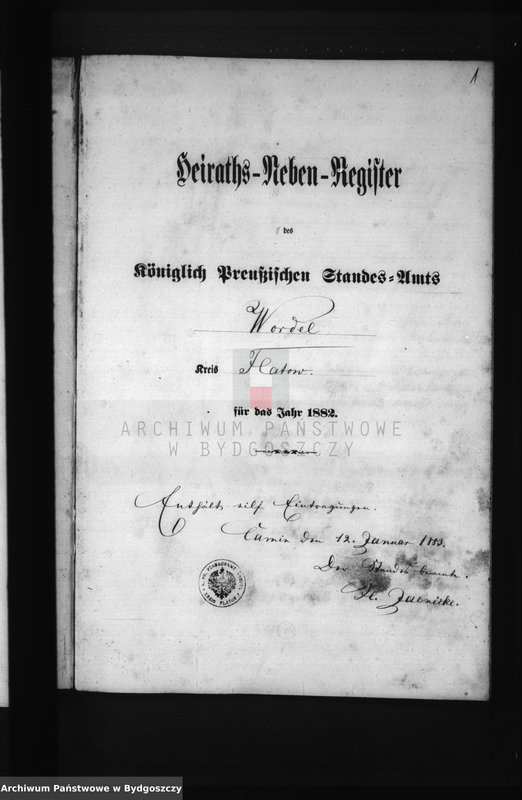 1
Heiraths-Neben-Register
des
Königlich Preußischen Standes-Amts
Wordel
Kreis Flatow.
für das Jahr 1882.
ARCHIWUM PAŃSTWOWE
W BYDGOSZCZY
Enthält elf Eintragungen.
Camin den 12. Januar 1883.
Der Standesbeamte.
Jaenicke.
Archiwum Państwowe w Bydgoszczy